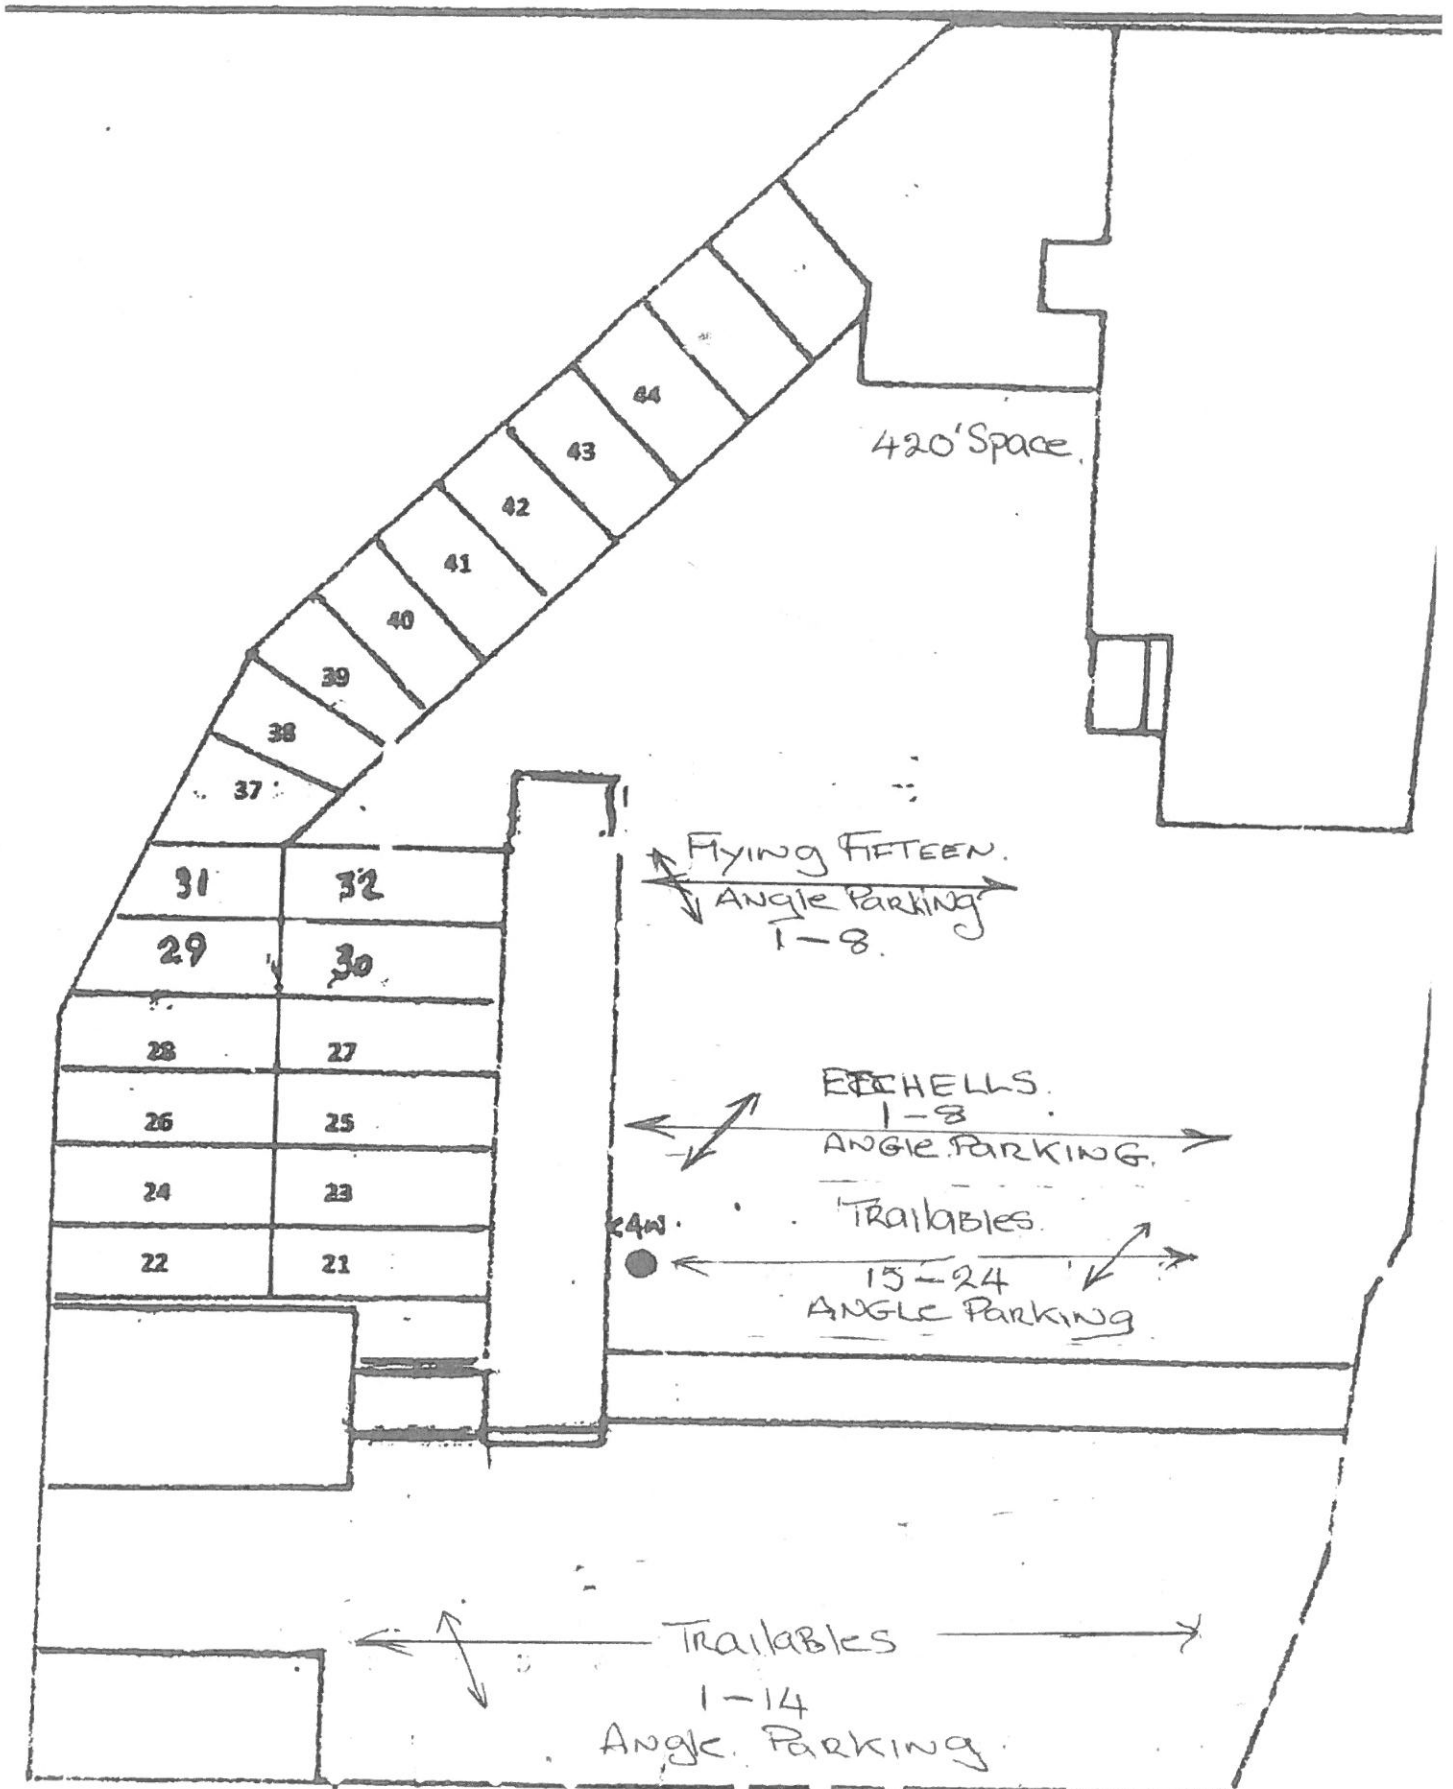 44
43
420' Space.
42
41
40
39
38
37
Flying FIFTEEN.
31
32
Angle Parking
1-8.
29
30
28
27
EtCHELLS.
1-8
26
25
ANGle. PaRKING.
24
23
Trailables.
<4m.
22
21
15-24
ANGLe Parking
Trailables
1-14
Angle. Parking.